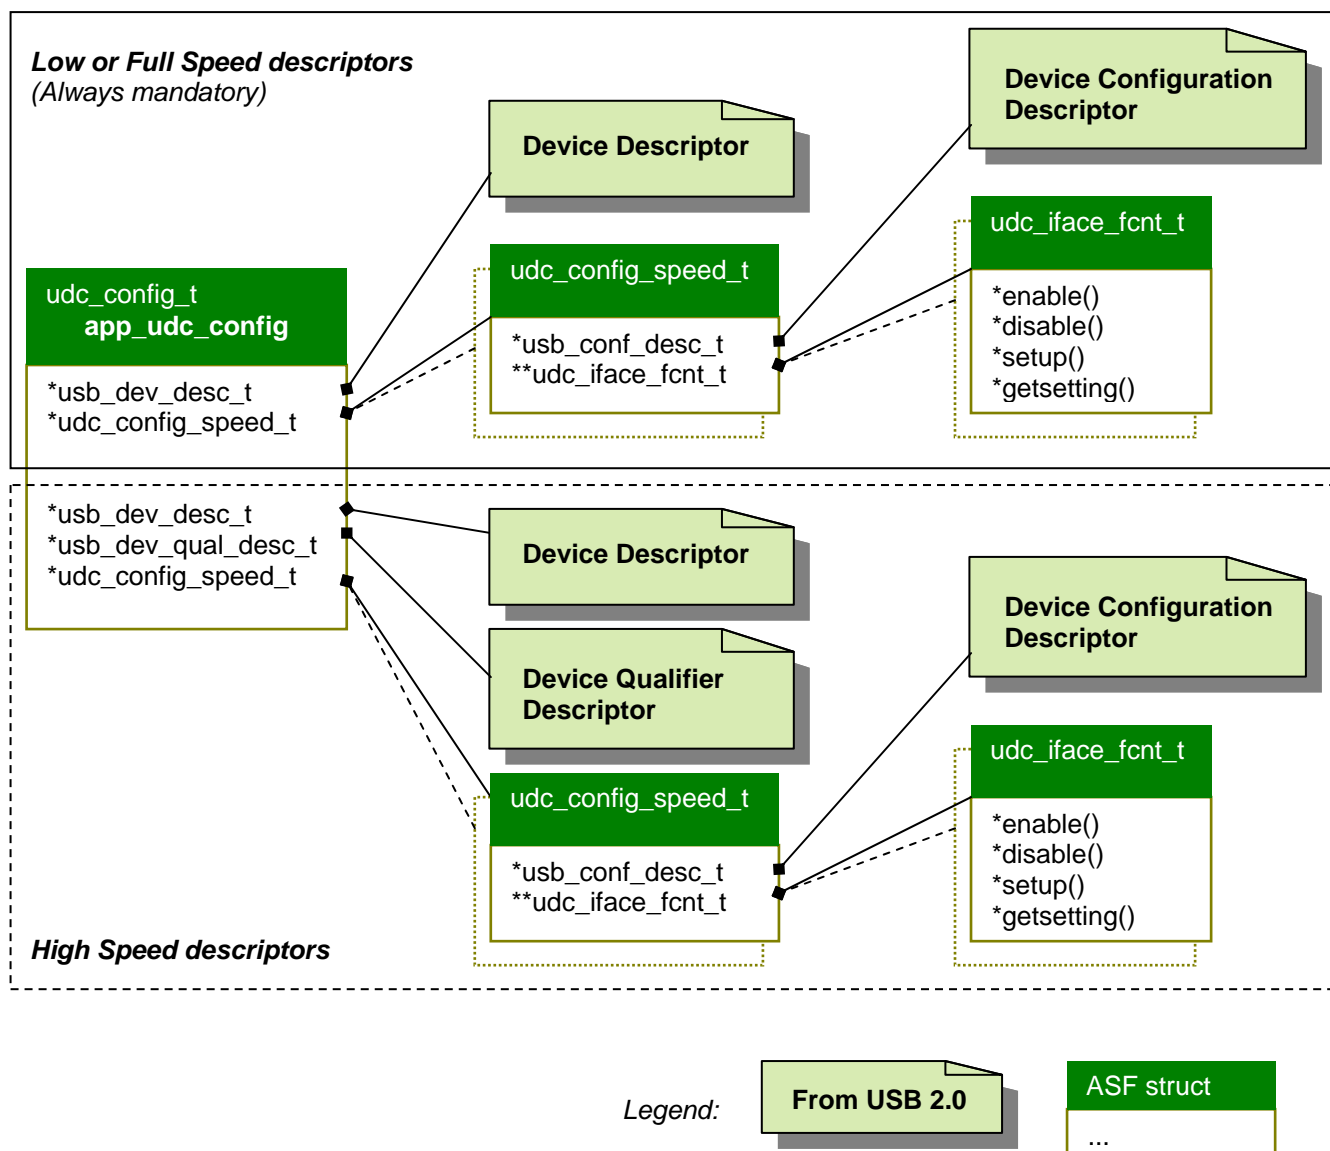 Low or Full Speed descriptors
(Always mandatory)
Device Descriptor
Device Configuration
Descriptor
udc_config_t
app_udc_config
*usb_dev_desc_t
*udc_config_speed_t
udc_config_speed_t
*usb_conf_desc_t
**udc_iface_fcnt_t
udc_iface_fcnt_t
*enable()
*disable()
*setup()
*getsetting()
*usb_dev_desc_t
*usb_dev_qual_desc_t
*udc_config_speed_t
Device Descriptor
Device Qualifier
Descriptor
Device Configuration
Descriptor
udc_config_speed_t
*usb_conf_desc_t
**udc_iface_fcnt_t
udc_iface_fcnt_t
*enable()
*disable()
*setup()
*getsetting()
High Speed descriptors
Legend:
From USB 2.0
ASF struct
...